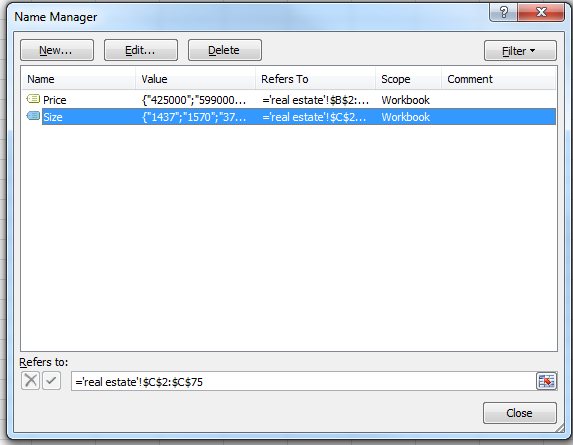 Name Manager
New... Edit... Delete Filter
Name Value Refers To Scope Comment
Price {"425000";"599000... ='real estate'!$B$2:... Workbook
Size {"1437";"1570";"37... ='real estate'!$C$2... Workbook
Refers to:
='real estate'!$C$2:$C$75
Close